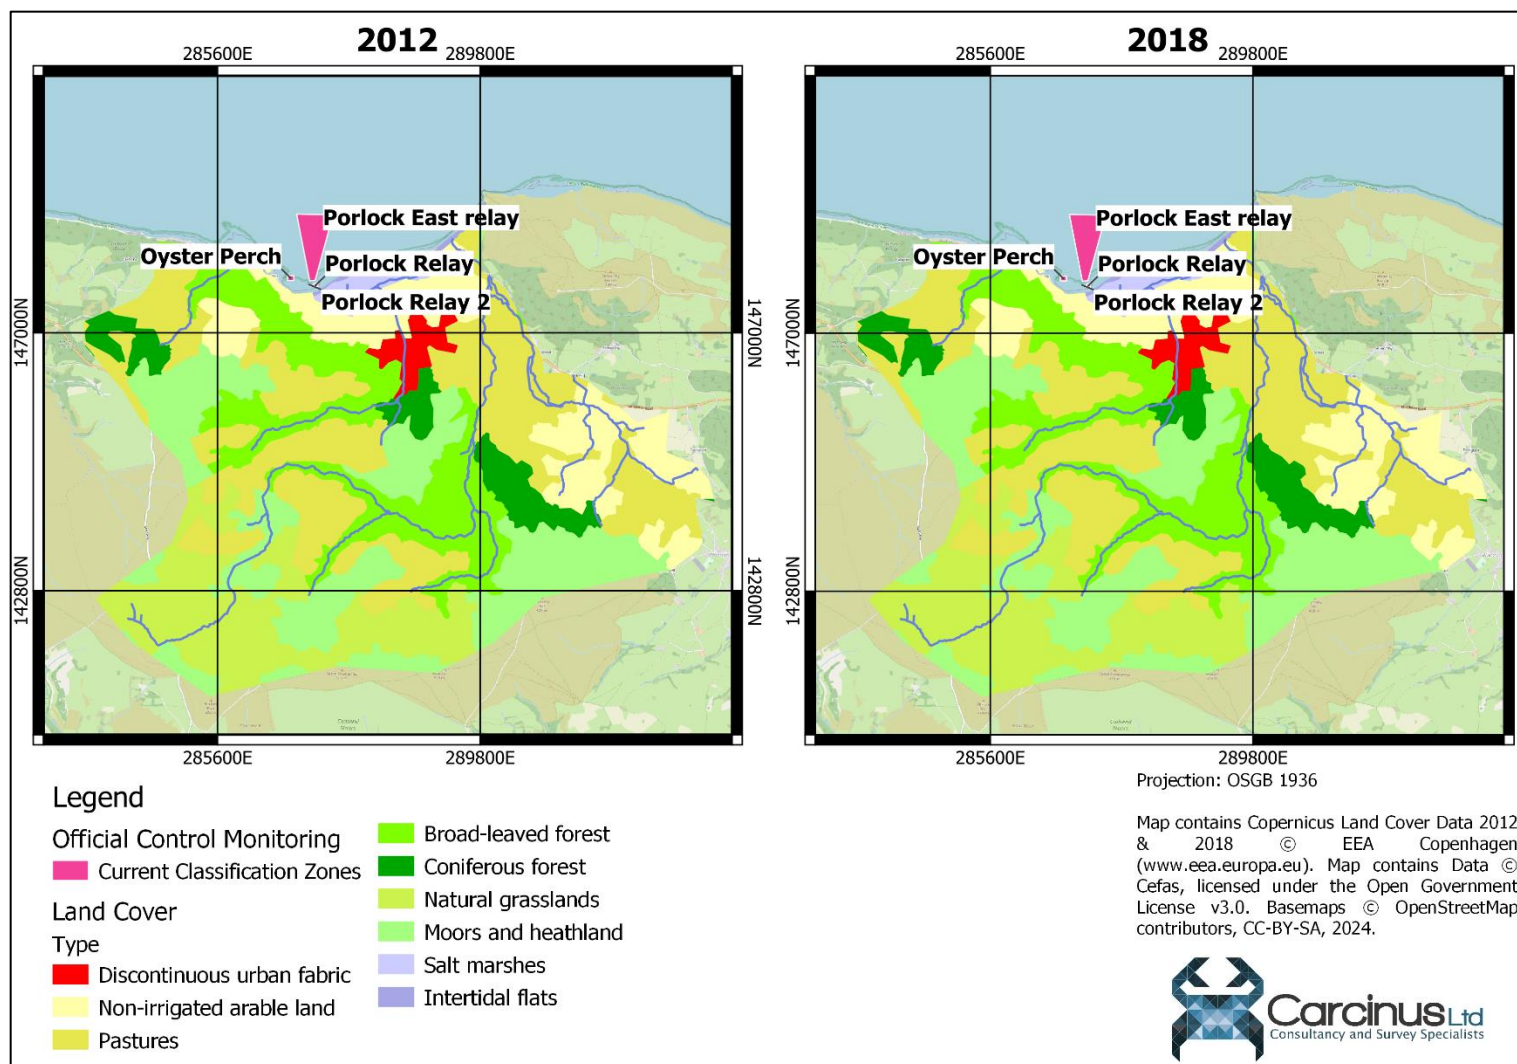 2012
2018
285600E
289800E
285600E
289800E
Porlock East relay
Oyster Perch
Porlock Relay
Porlock Relay 2
Porlock East relay
Oyster Perch
Porlock Relay
Porlock Relay 2
147000N
147000N
147000N
142800N
142800N
142800N
285600E
289800E
285600E
289800E
Legend
Official Control Monitoring
Current Classification Zones
Land Cover
Type
Discontinuous urban fabric
Non-irrigated arable land
Pastures
Broad-leaved forest
Coniferous forest
Natural grasslands
Moors and heathland
Salt marshes
Intertidal flats
Projection: OSGB 1936
Map contains Copernicus Land Cover Data 2012
& 2018 © EEA Copenhagen
(www.eea.europa.eu). Map contains Data ©
Cefas, licensed under the Open Government
License v3.0. Basemaps © OpenStreetMap
contributors, CC-BY-SA, 2024.
Carcinus Ltd
Consultancy and Survey Specialists